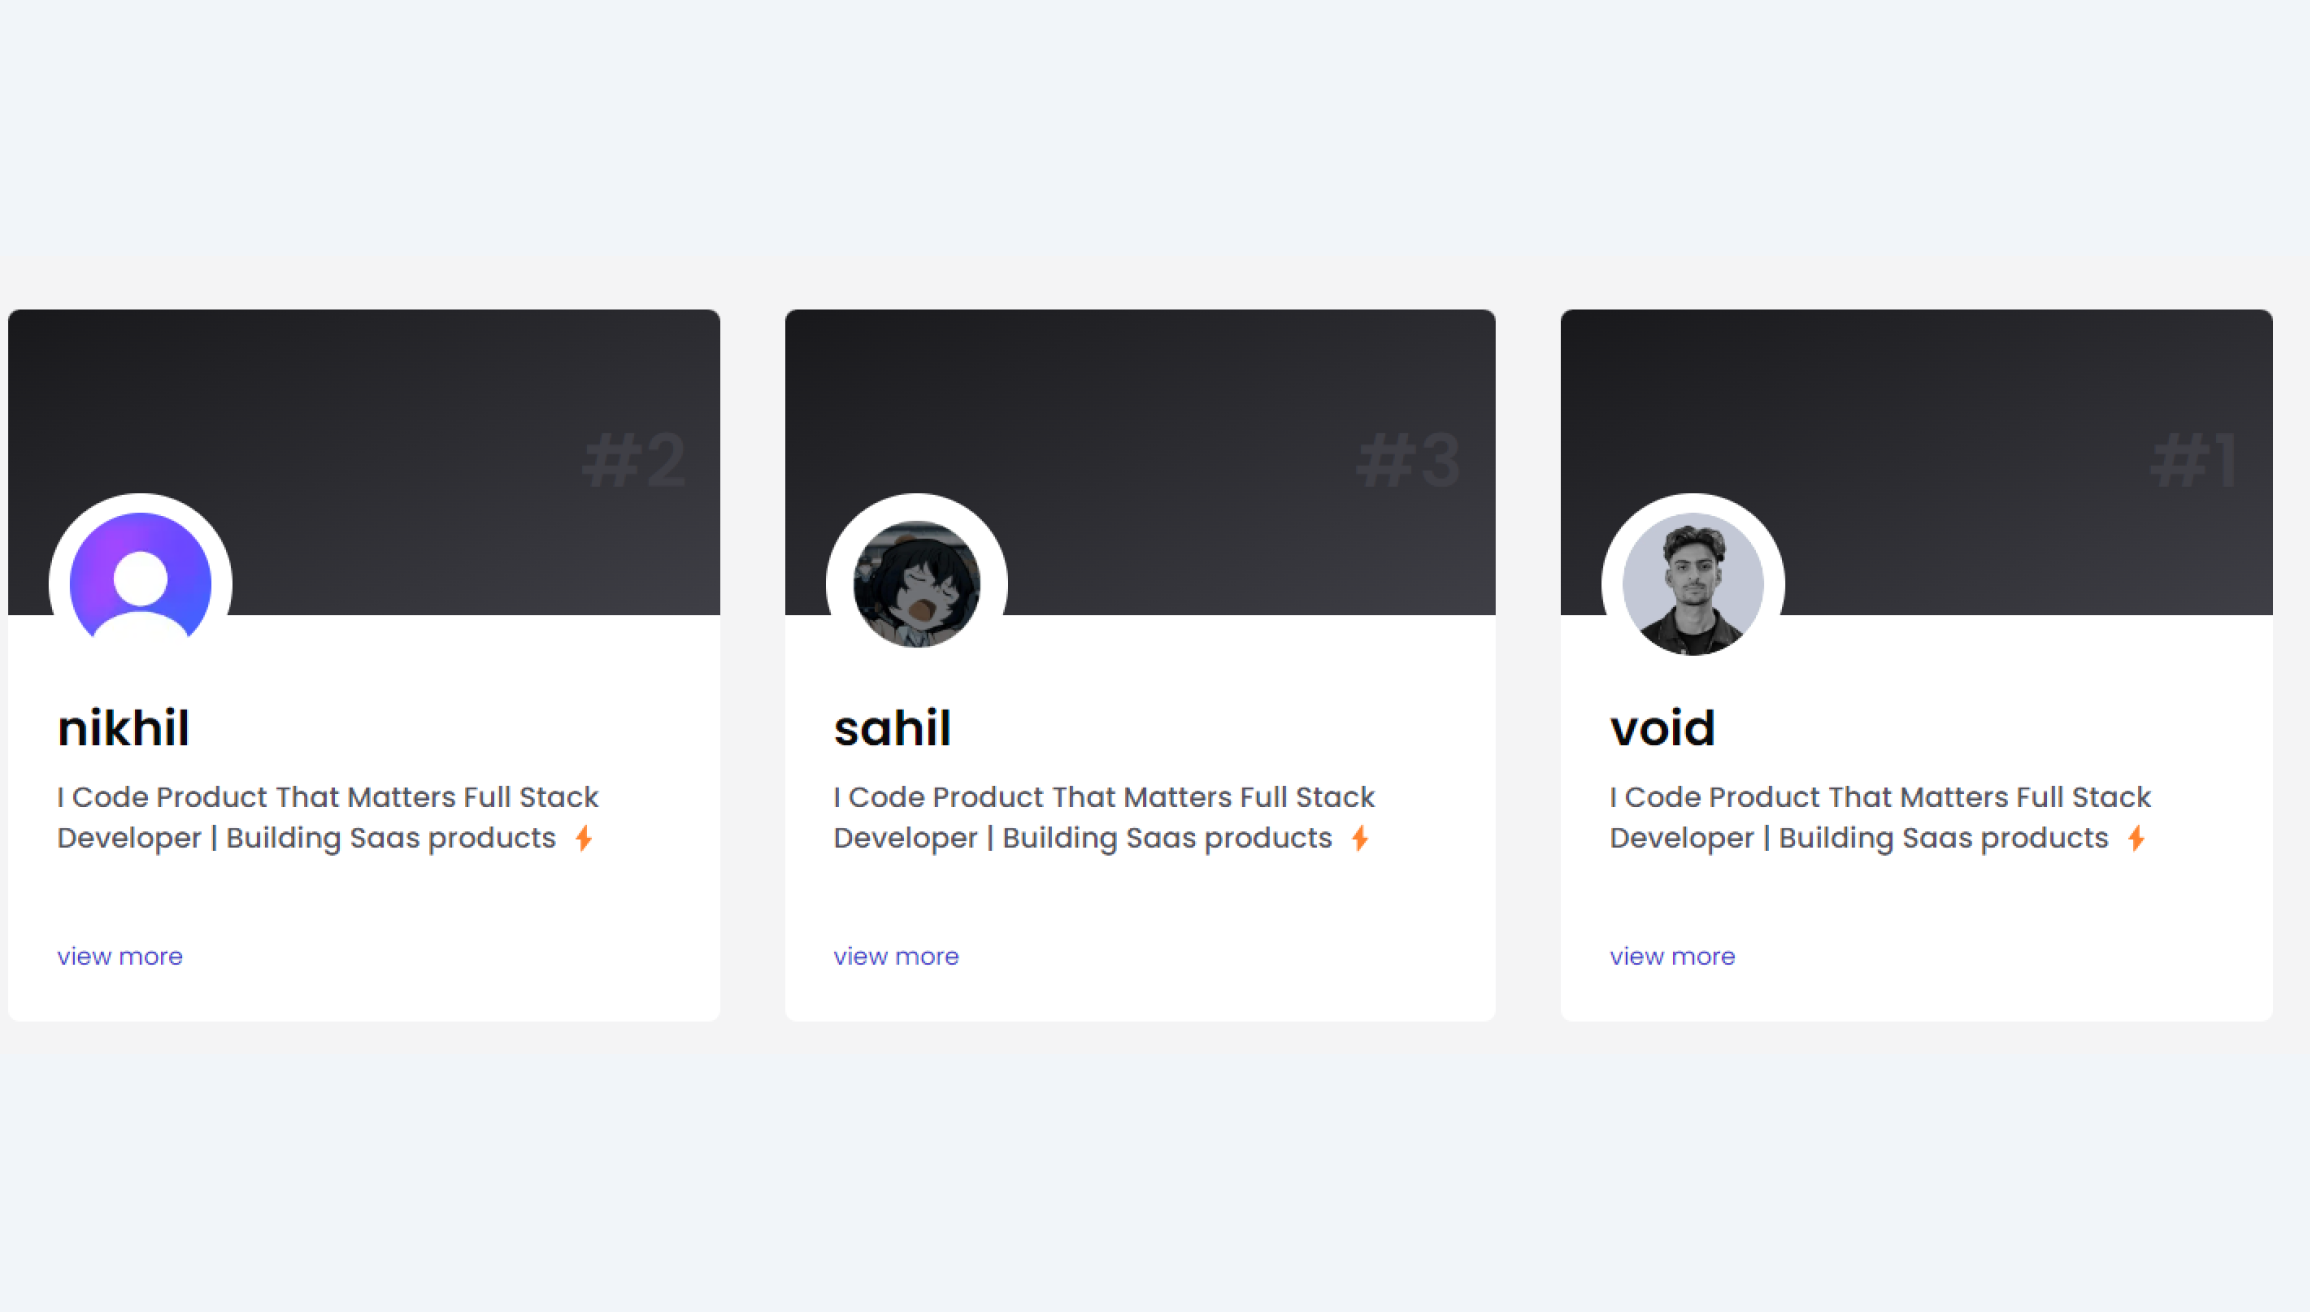 #2
nikhil
I Code Product That Matters Full Stack
Developer | Building Saas products ⚡
view more
#3
sahil
I Code Product That Matters Full Stack
Developer | Building Saas products ⚡
view more
#1
void
I Code Product That Matters Full Stack
Developer | Building Saas products ⚡
view more